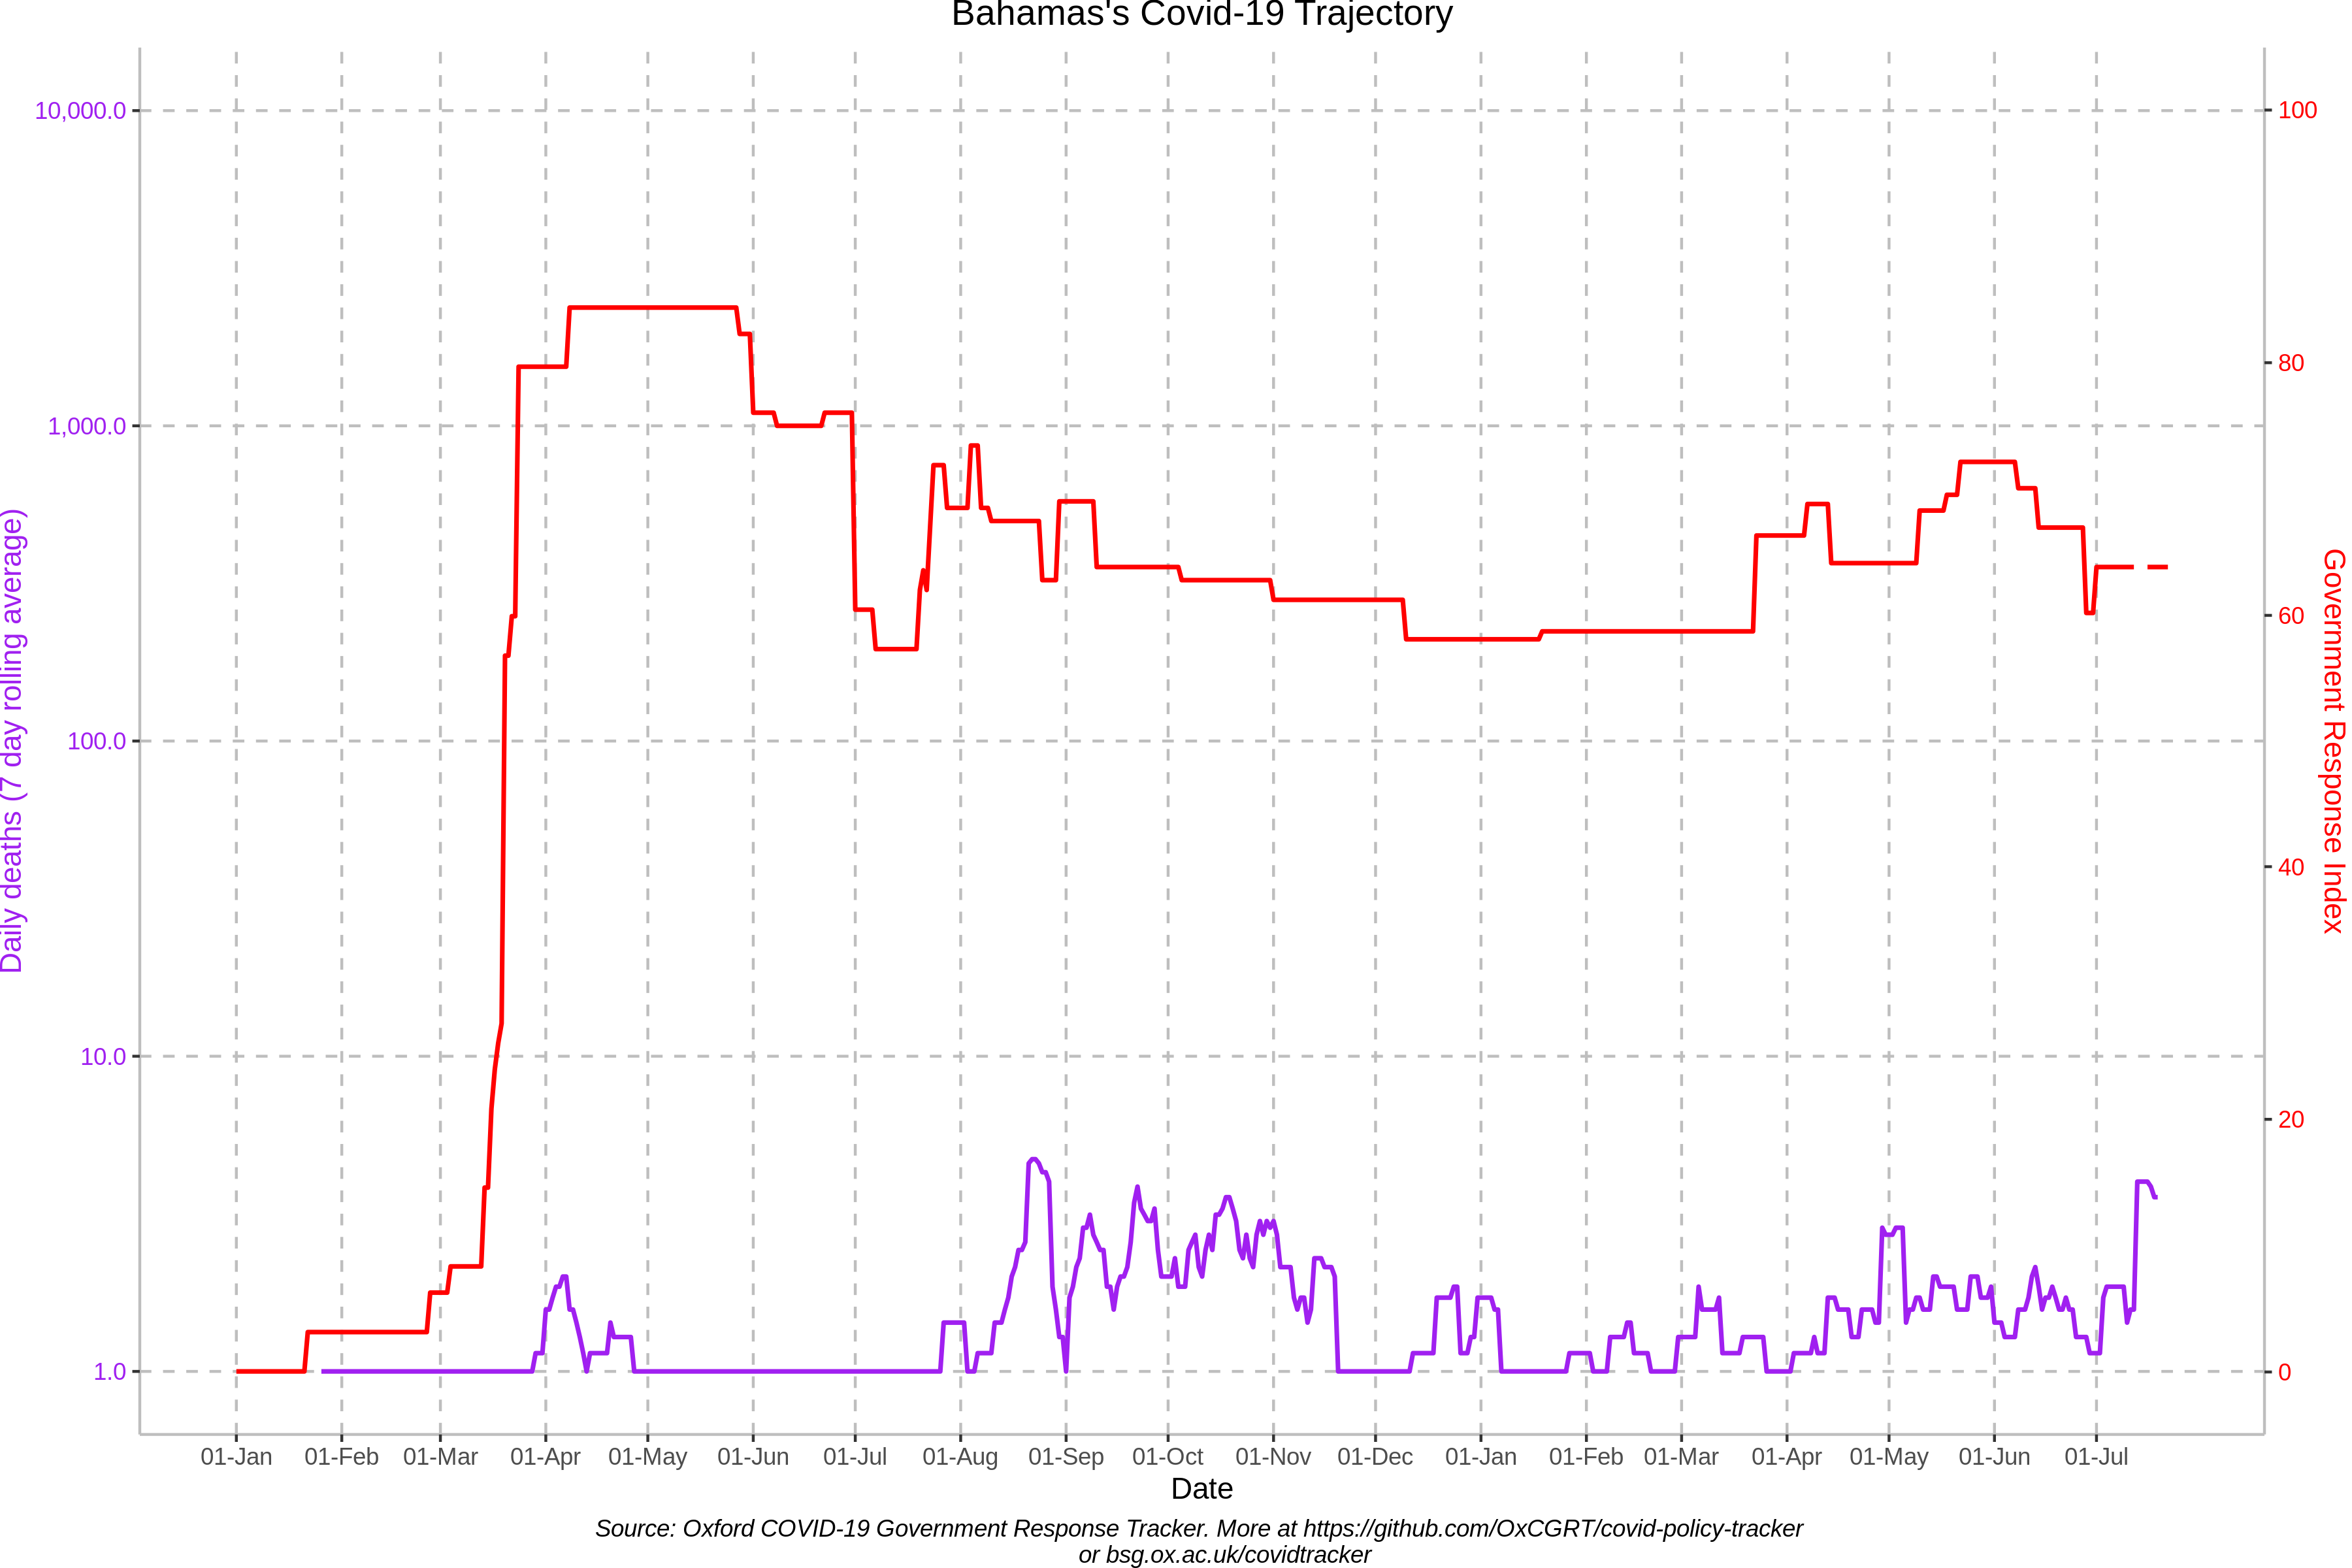 Bahamas's Covid-19 Trajectory
10,000.0
1,000.0
100.0
10.0
1.0
Daily deaths (7 day rolling average)
100
80
60
40
20
0
Government Response Index
01-Jan 01-Feb 01-Mar 01-Apr 01-May 01-Jun 01-Jul 01-Aug 01-Sep 01-Oct 01-Nov 01-Dec 01-Jan 01-Feb 01-Mar 01-Apr 01-May 01-Jun 01-Jul
Date
Source: Oxford COVID-19 Government Response Tracker. More at https://github.com/OxCGRT/covid-policy-tracker
or bsg.ox.ac.uk/covidtracker